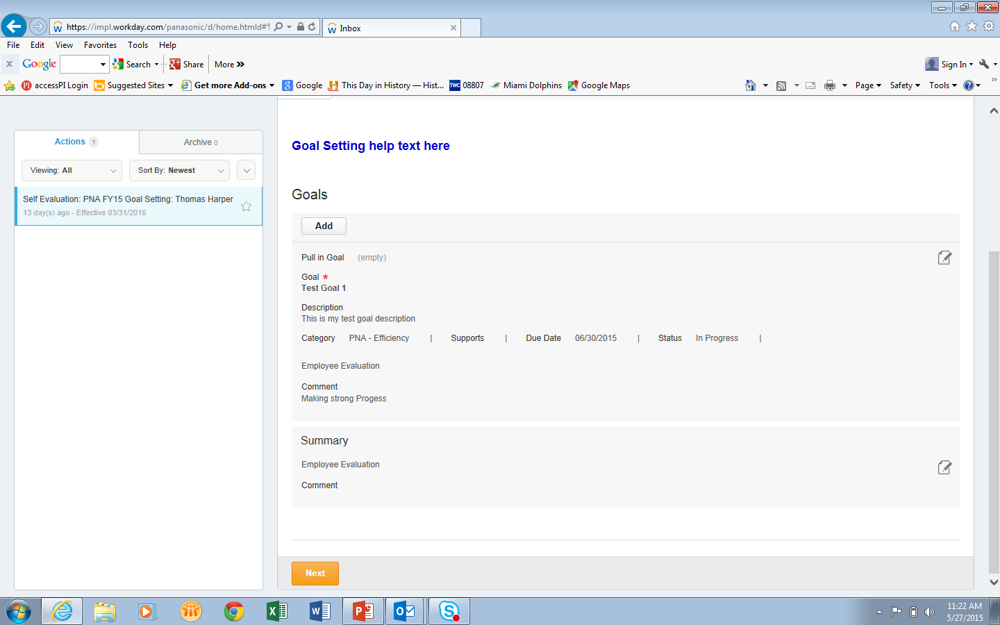 https://impl.workday.com/panasonic/d/home.htmld#%
Inbox
File Edit View Favorites Tools Help
x Google Search Share More »
Sign In
accessPI Login Suggested Sites Get more Add-ons Google This Day in History — Hist... TWC 08807 Miami Dolphins Google Maps
Page Safety Tools
Actions 1
Archive 0
Viewing: All
Sort By: Newest
Self Evaluation: PNA FY15 Goal Setting: Thomas Harper
13 day(s) ago - Effective 03/31/2016
Goal Setting help text here
Goals
Add
Pull in Goal (empty)
Goal *
Test Goal 1
Description
This is my test goal description
Category PNA - Efficiency | Supports | Due Date 06/30/2015 | Status In Progress |
Employee Evaluation
Comment
Making strong Progess
Summary
Employee Evaluation
Comment
Next
11:22 AM
5/27/2015